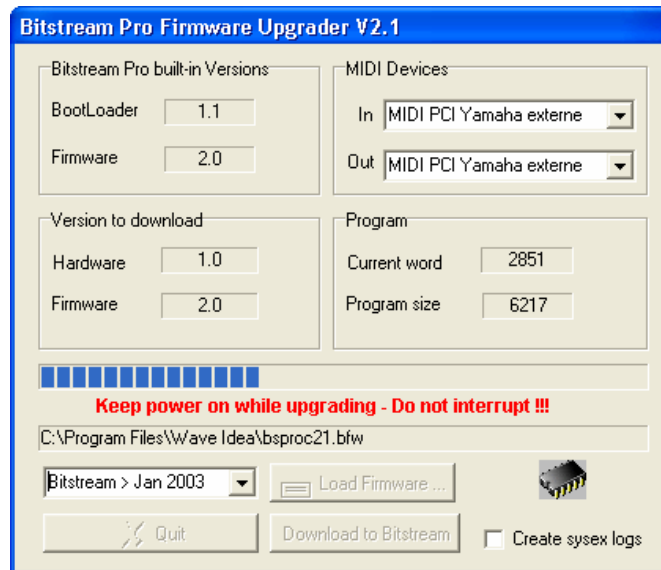 Bitstream Pro Firmware Upgrader V2.1
Bitstream Pro built-in Versions
BootLoader 1.1
Firmware 2.0
MIDI Devices
In MIDI PCI Yamaha externe
Out MIDI PCI Yamaha externe
Version to download
Hardware 1.0
Firmware 2.0
Program
Current word 2851
Program size 6217
Keep power on while upgrading - Do not interrupt !!!
C:\Program Files\Wave Idea\bsproc21.bfw
Bitstream > Jan 2003
Load Firmware ...
Quit
Download to Bitstream
Create sysex logs